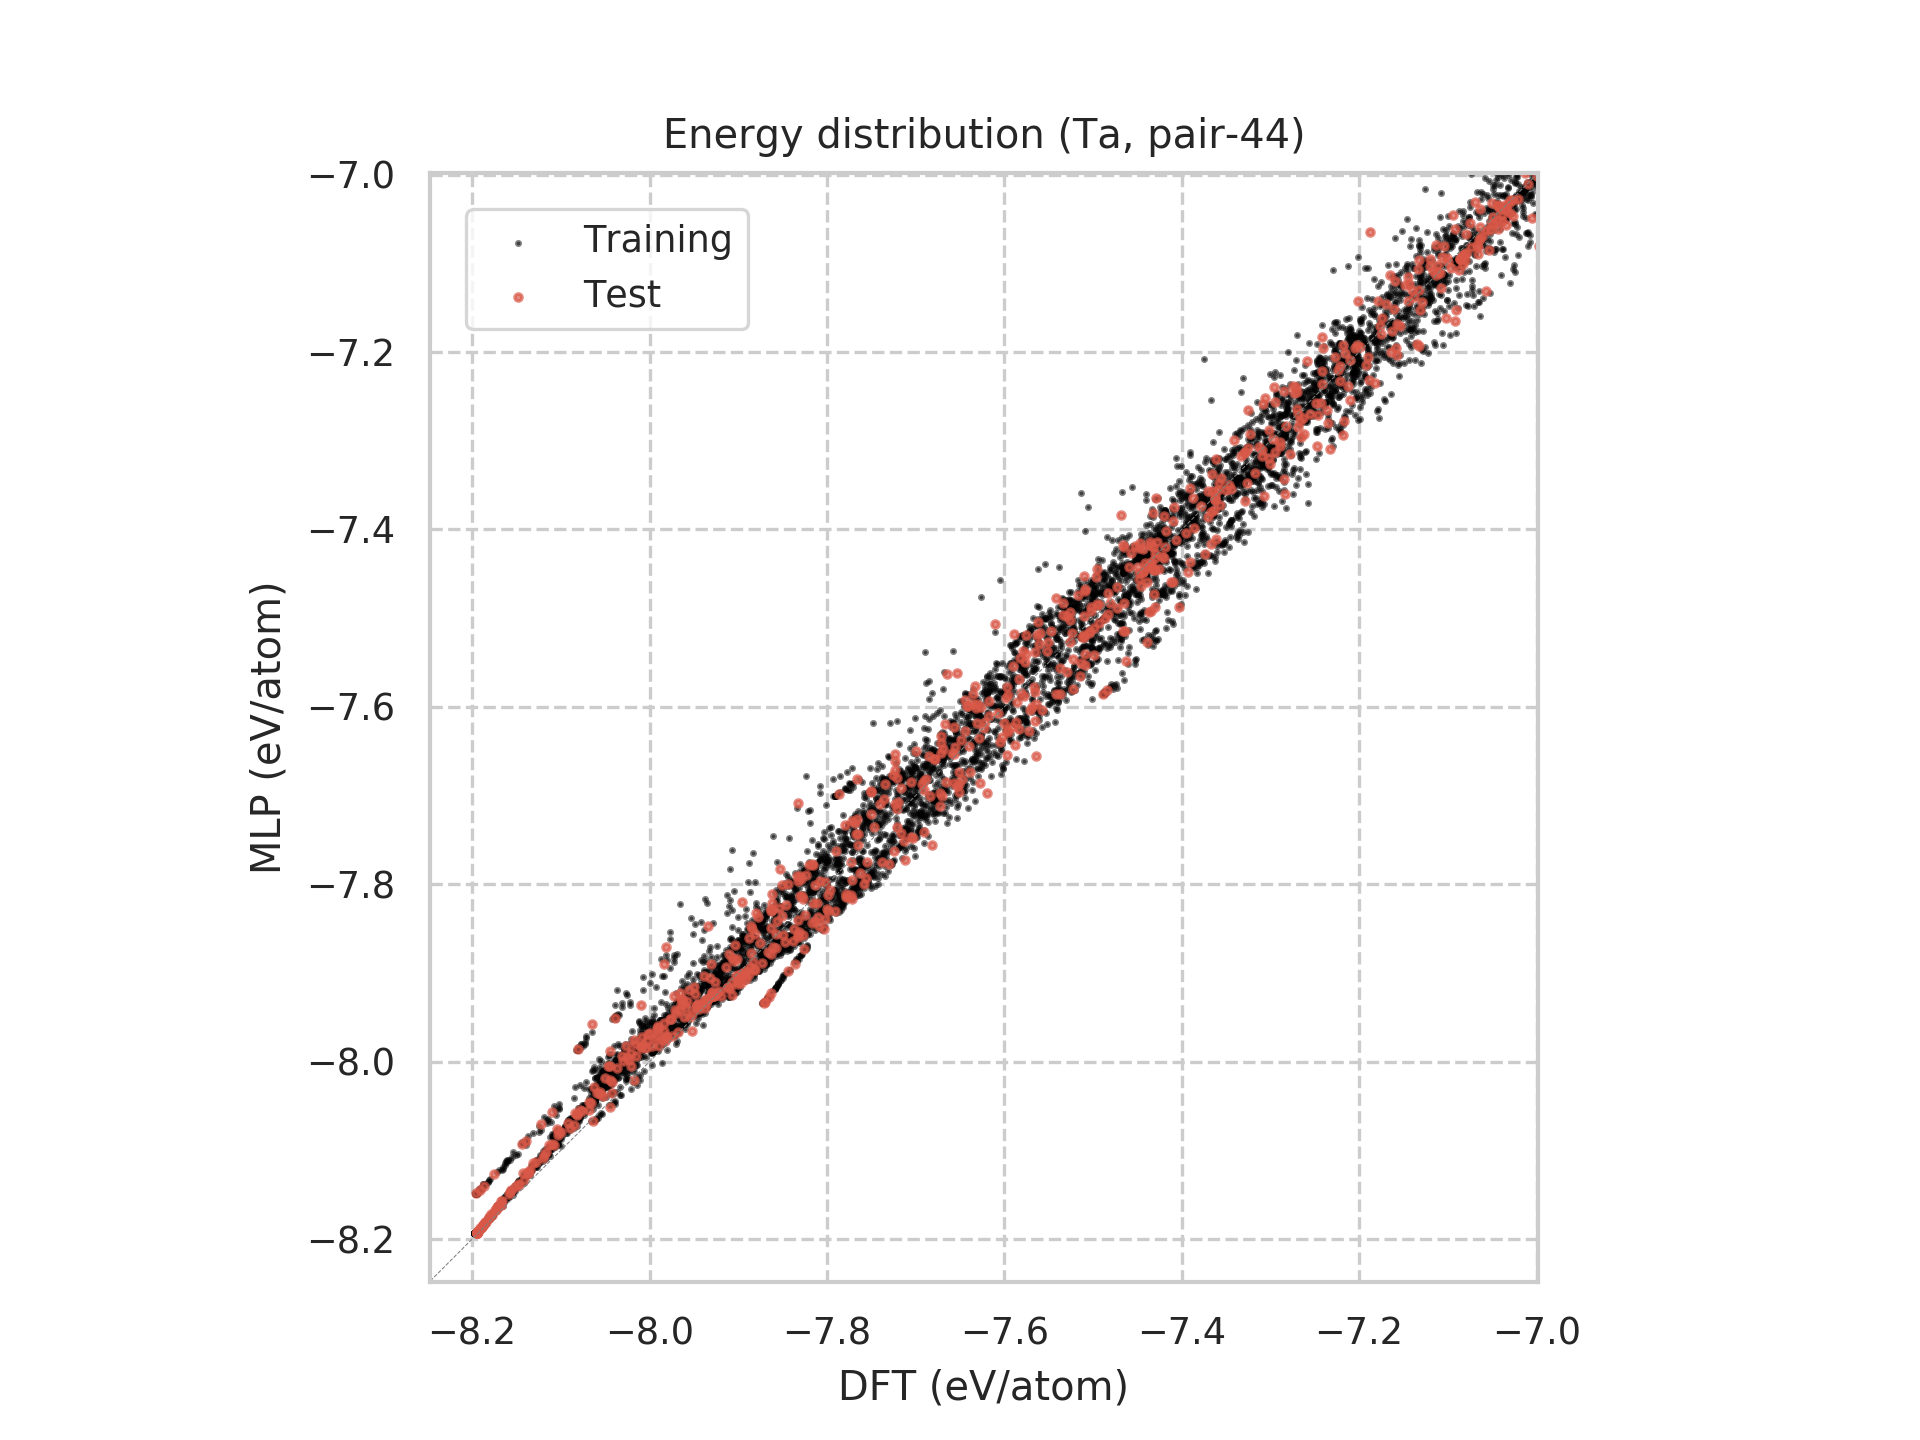 Energy distribution (Ta, pair-44)
−7.0
Training
Test
−7.2
−7.4
−7.6
−7.8
−8.0
−8.2
MLP (eV/atom)
−8.2 −8.0 −7.8 −7.6 −7.4 −7.2 −7.0
DFT (eV/atom)